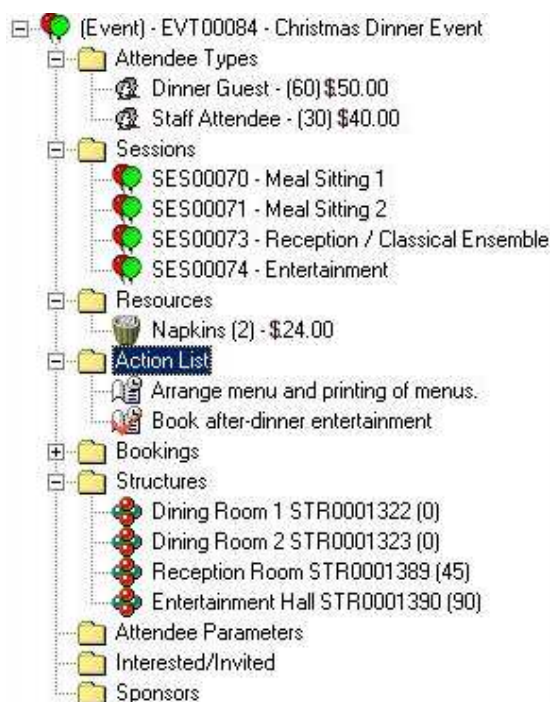 (Event) - EVT00084 - Christmas Dinner Event
Attendee Types
Dinner Guest - (60) $50.00
Staff Attendee - (30) $40.00
Sessions
SES00070 - Meal Sitting 1
SES00071 - Meal Sitting 2
SES00073 - Reception / Classical Ensemble
SES00074 - Entertainment
Resources
Napkins (2) - $24.00
Action List
Arrange menu and printing of menus.
Book after-dinner entertainment
Bookings
Structures
Dining Room 1 STR0001322 (0)
Dining Room 2 STR0001323 (0)
Reception Room STR0001389 (45)
Entertainment Hall STR0001390 (90)
Attendee Parameters
Interested/Invited
Sponsors